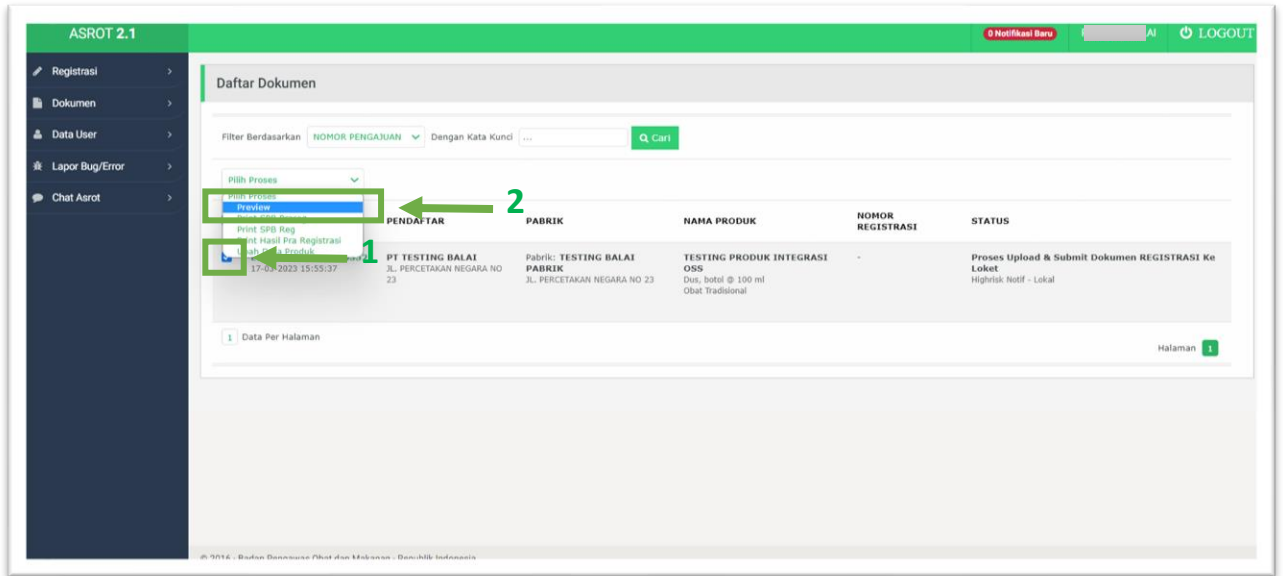 ASROT 2.1
0 Notifikasi Baru
AI
LOGOUT
Registrasi
Dokumen
Data User
Lapor Bug/Error
Chat Asrot
Daftar Dokumen
Filter Berdasarkan NOMOR PENGAJUAN Dengan Kata Kunci ... Cari
Pilih Proses
Pilih Proses
Preview
Print SPB Reg
Print Hasil Pra Registrasi
Produk
2
1
PENDAFTAR PABRIK NAMA PRODUK NOMOR REGISTRASI STATUS
17-03-2023 15:55:37
PT TESTING BALAI
JL. PERCETAKAN NEGARA NO
23
Pabrik: TESTING BALAI
PABRIK
JL. PERCETAKAN NEGARA NO 23
TESTING PRODUK INTEGRASI
OSS
Dus, botol @ 100 ml
Obat Tradisional
-
Proses Upload & Submit Dokumen REGISTRASI Ke
Loket
Highrisk Notif - Lokal
1 Data Per Halaman
Halaman 1
© 2016 - Badan Pengawas Obat dan Makanan - Republik Indonesia